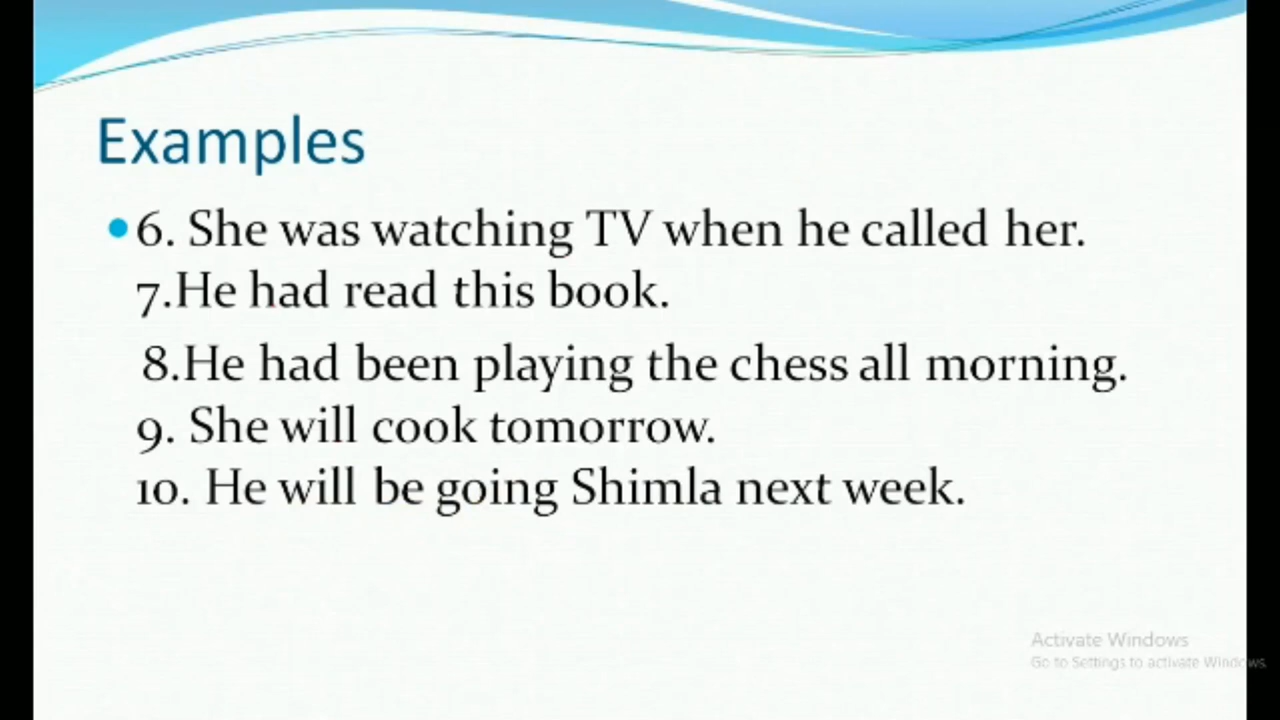 Examples
6. She was watching TV when he called her.
7.He had read this book.
8.He had been playing the chess all morning.
9. She will cook tomorrow.
10. He will be going Shimla next week.
Activate Windows
Go to Settings to activate Windows.